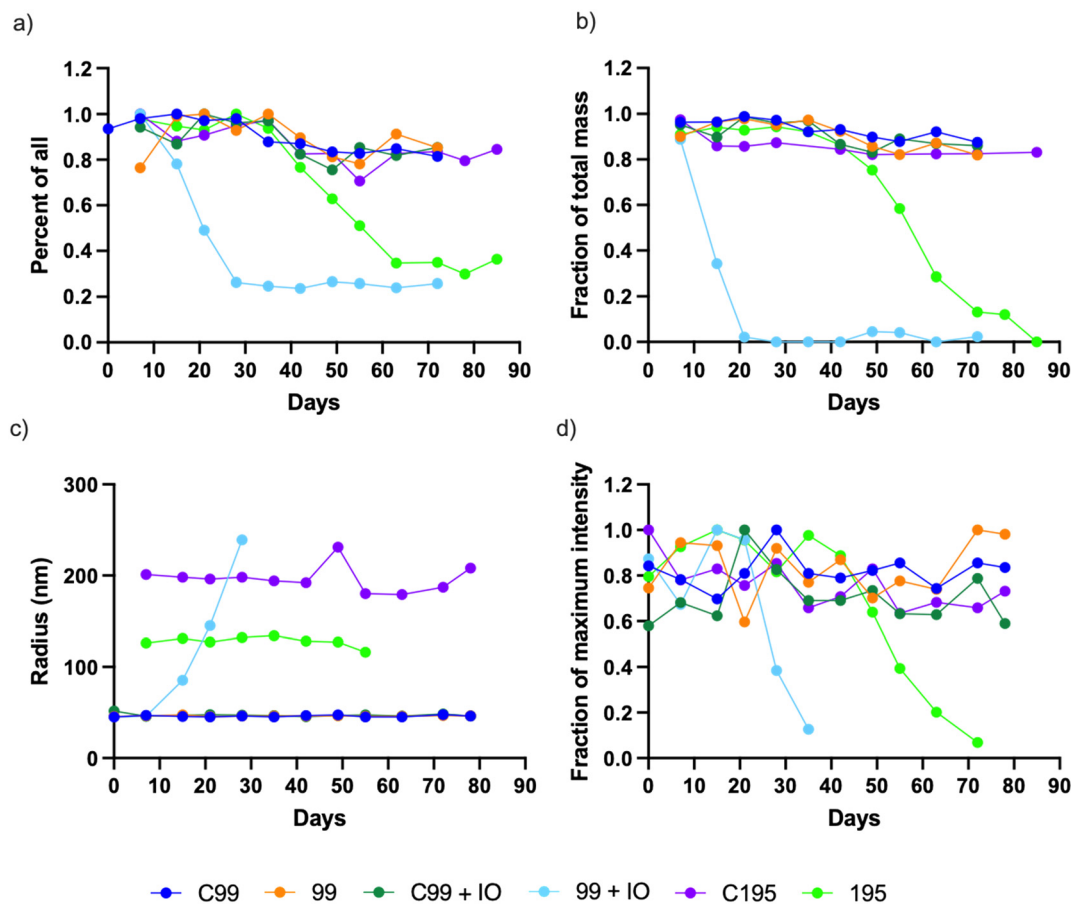 a)
Percent of all
1.2
1.0
0.8
0.6
0.4
0.2
0.0
0 10 20 30 40 50 60 70 80 90
Days
b)
Fraction of total mass
1.2
1.0
0.8
0.6
0.4
0.2
0.0
0 10 20 30 40 50 60 70 80 90
Days
c)
Radius (nm)
300
200
100
0
0 10 20 30 40 50 60 70 80 90
Days
d)
Fraction of maximum intensity
1.2
1.0
0.8
0.6
0.4
0.2
0.0
0 10 20 30 40 50 60 70 80 90
Days
C99 99 C99 + IO 99 + IO C195 195